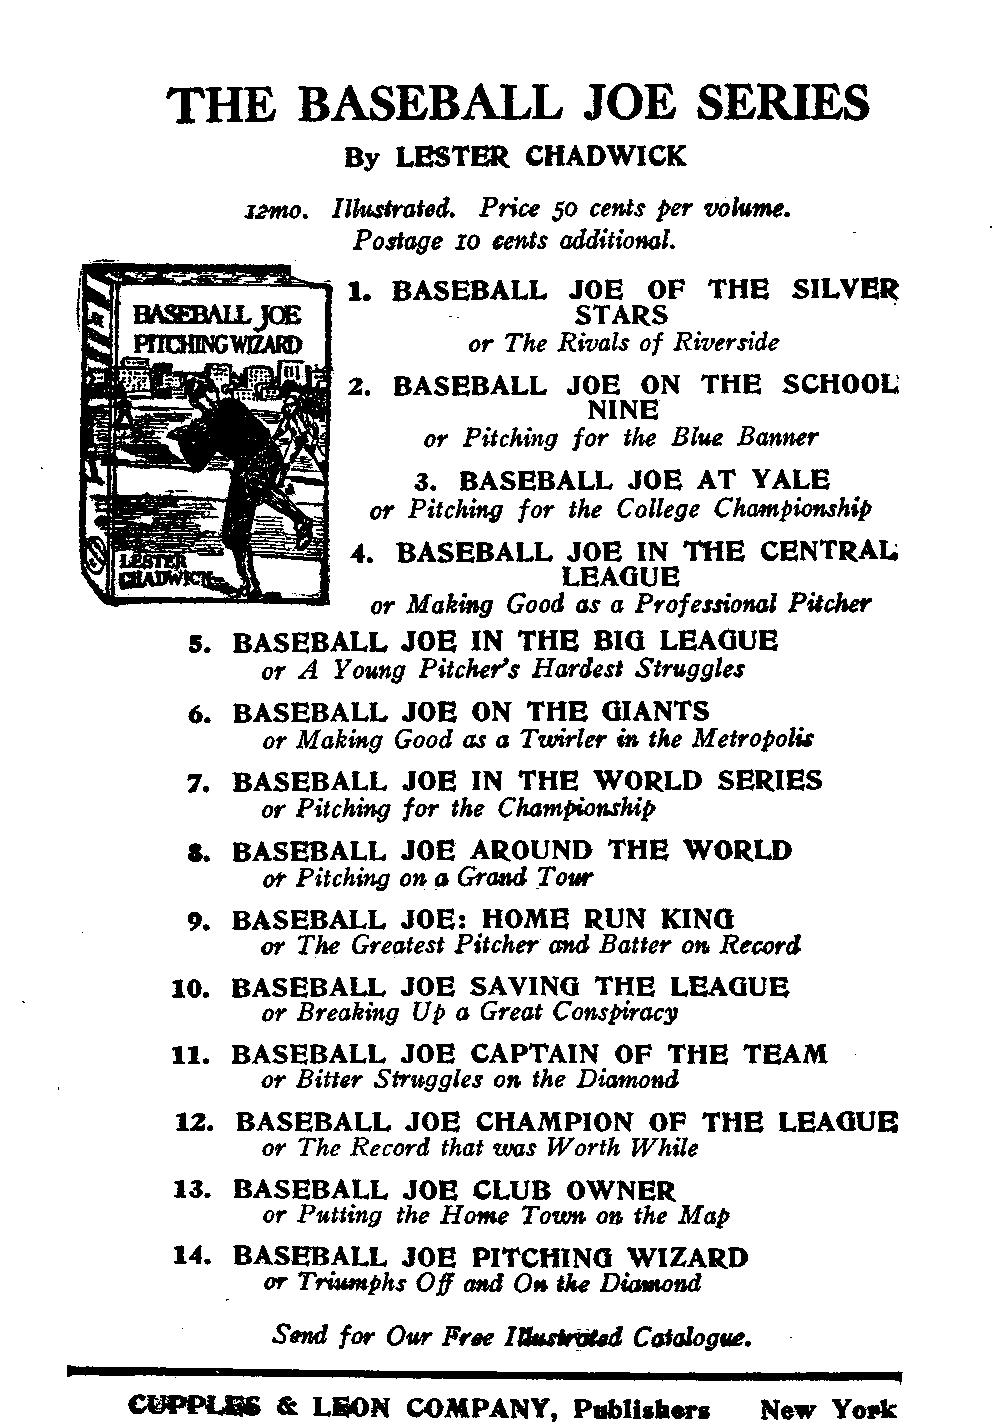 THE BASEBALL JOE SERIES
By LESTER CHADWICK
12mo. Illustrated. Price 50 cents per volume.
Postage 10 cents additional.
BASEBALL JOE
PITCHING WIZARD
LESTER
CHADWICK
1. BASEBALL JOE OF THE SILVER
STARS
or The Rivals of Riverside
2. BASEBALL JOE ON THE SCHOOL
NINE
or Pitching for the Blue Banner
3. BASEBALL JOE AT YALE
or Pitching for the College Championship
4. BASEBALL JOE IN THE CENTRAL
LEAGUE
or Making Good as a Professional Pitcher
5. BASEBALL JOE IN THE BIG LEAGUE
or A Young Pitcher's Hardest Struggles
6. BASEBALL JOE ON THE GIANTS
or Making Good as a Twirler in the Metropolis
7. BASEBALL JOE IN THE WORLD SERIES
or Pitching for the Championship
8. BASEBALL JOE AROUND THE WORLD
or Pitching on a Grand Tour
9. BASEBALL JOE: HOME RUN KING
or The Greatest Pitcher and Batter on Record
10. BASEBALL JOE SAVING THE LEAGUE
or Breaking Up a Great Conspiracy
11. BASEBALL JOE CAPTAIN OF THE TEAM
or Bitter Struggles on the Diamond
12. BASEBALL JOE CHAMPION OF THE LEAGUE
or The Record that was Worth While
13. BASEBALL JOE CLUB OWNER
or Putting the Home Town on the Map
14. BASEBALL JOE PITCHING WIZARD
or Triumphs Off and On the Diamond
Send for Our Free Illustrated Catalogue.
CUPPLES & LEON COMPANY, Publishers New York